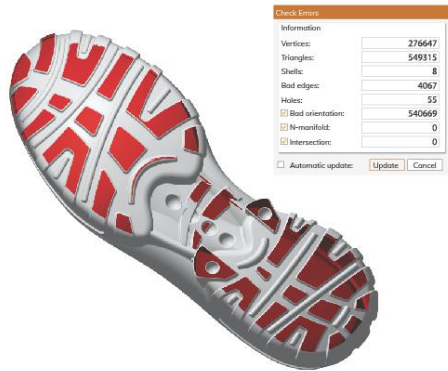 Check Errors
Information
Vertices: 276647
Triangles: 549315
Shells: 8
Bad edges: 4067
Holes: 55
Bad orientation: 540669
N-manifold: 0
Intersection: 0
Automatic update: Update Cancel